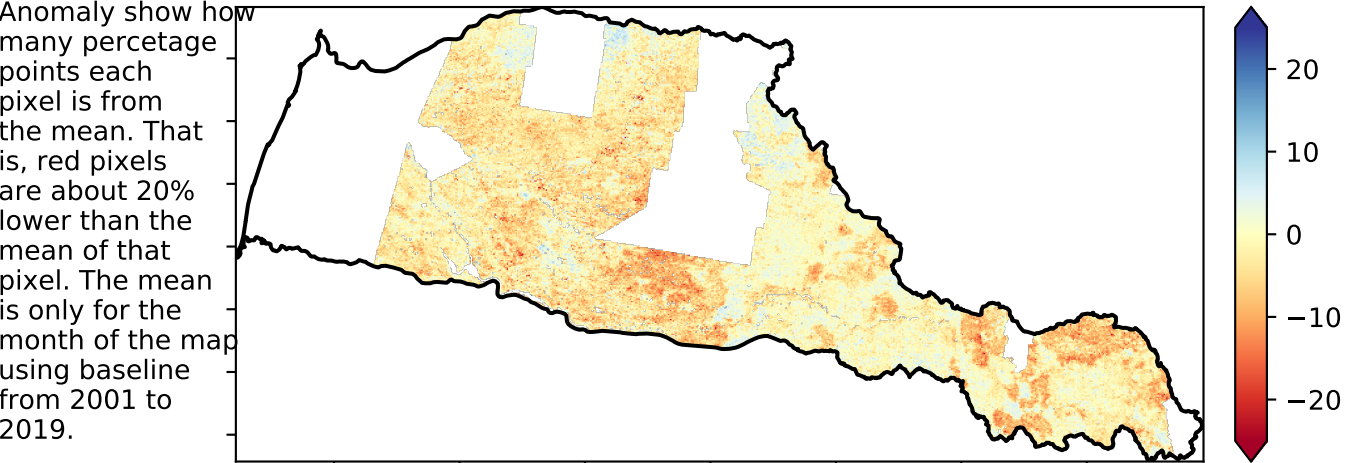 Anomaly show how
many percetage
points each
pixel is from
the mean. That
is, red pixels
are about 20%
lower than the
mean of that
pixel. The mean
is only for the
month of the map
using baseline
from 2001 to
2019.
20
10
0
−10
−20